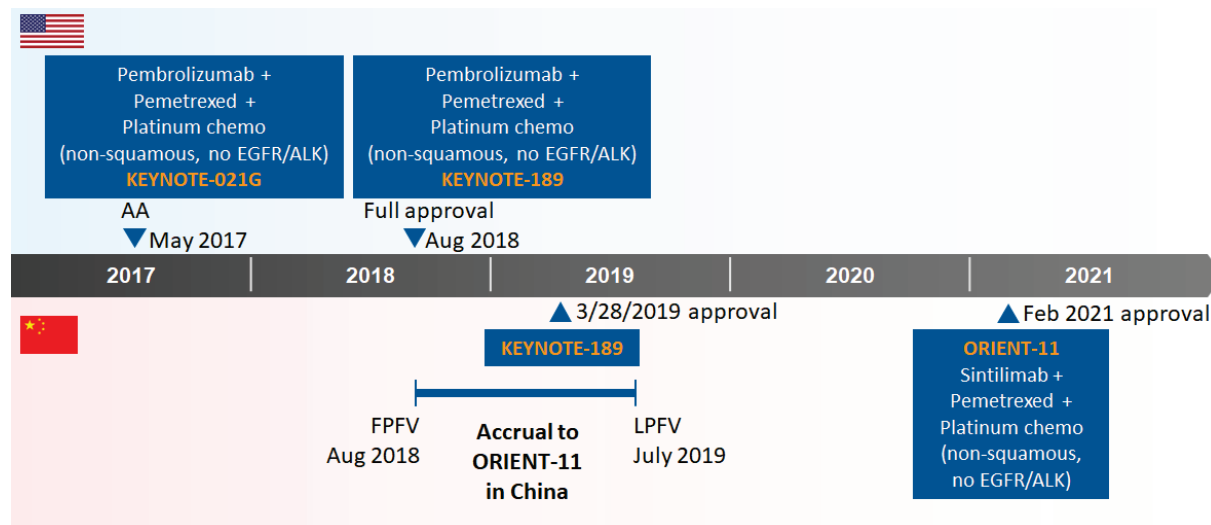 Pembrolizumab +
Pemetrexed +
Platinum chemo
(non-squamous, no EGFR/ALK)
KEYNOTE-021G
Pembrolizumab +
Pemetrexed +
Platinum chemo
(non-squamous, no EGFR/ALK)
KEYNOTE-189
AA
May 2017
Full approval
Aug 2018
2017
2018
2019
2020
2021
3/28/2019 approval
KEYNOTE-189
FPFV
Aug 2018
Accrual to
ORIENT-11
in China
LPFV
July 2019
Feb 2021 approval
ORIENT-11
Sintilimab +
Pemetrexed +
Platinum chemo
(non-squamous,
no EGFR/ALK)